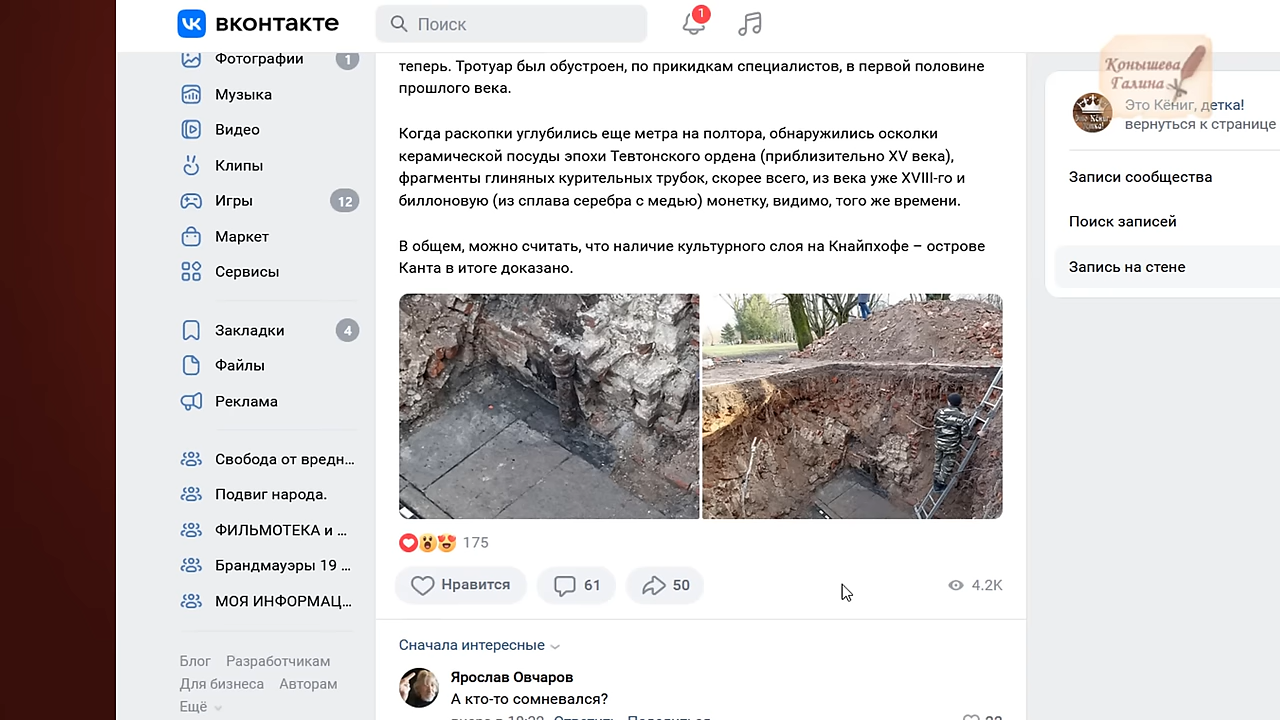 вконтакте
Поиск
1
Конышева
Галина
Фотографии
1
Музыка
Видео
Клипы
Игры
12
Маркет
Сервисы
Закладки
4
Файлы
Реклама
Свобода от вредн...
Подвиг народа.
ФИЛЬМОТЕКА и ...
Брандмауэры 19 ...
МОЯ ИНФОРМАЦ...
Блог Разработчикам
Для бизнеса Авторам
Ещё
теперь. Тротуар был обустроен, по прикидкам специалистов, в первой половине
прошлого века.
Когда раскопки углубились еще метра на полтора, обнаружились осколки
керамической посуды эпохи Тевтонского ордена (приблизительно XV века),
фрагменты глиняных курительных трубок, скорее всего, из века уже XVIII-го и
биллоновую (из сплава серебра с медью) монетку, видимо, того же времени.
В общем, можно считать, что наличие культурного слоя на Кнайпхофе – острове
Канта в итоге доказано.
175
Нравится
61
50
4.2K
Сначала интересные
Ярослав Овчаров
А кто-то сомневался?
Ответить Поделиться
Это Кёниг, детка!
вернуться к странице
Записи сообщества
Поиск записей
Запись на стене